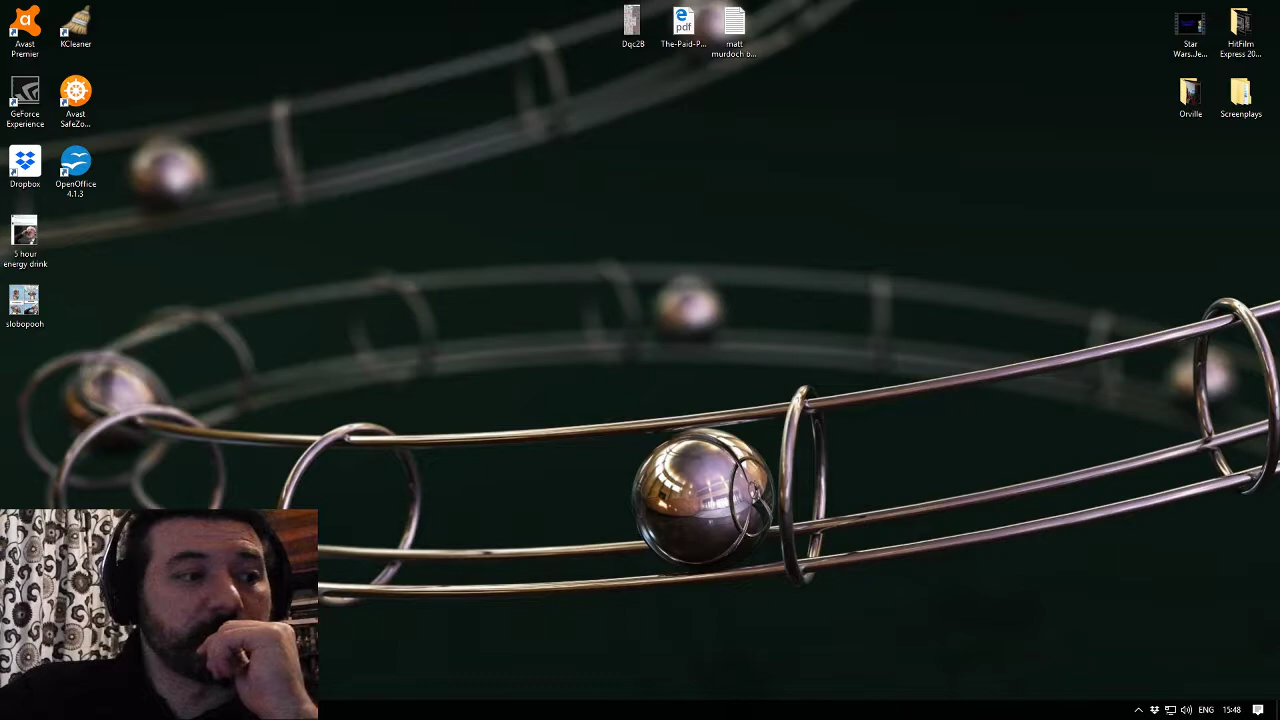 Avast
Premier
KCleaner
GeForce
Experience
Avast
SafeZo...
Dropbox
OpenOffice
4.1.3
5 hour
energy drink
slobopooh
Dqc2B
pdf
The-Paid-P...
matt
murdoch o...
Star
Wars.Je...
HitFilm
Express 20...
Orville
Screenplays
ENG
15:48